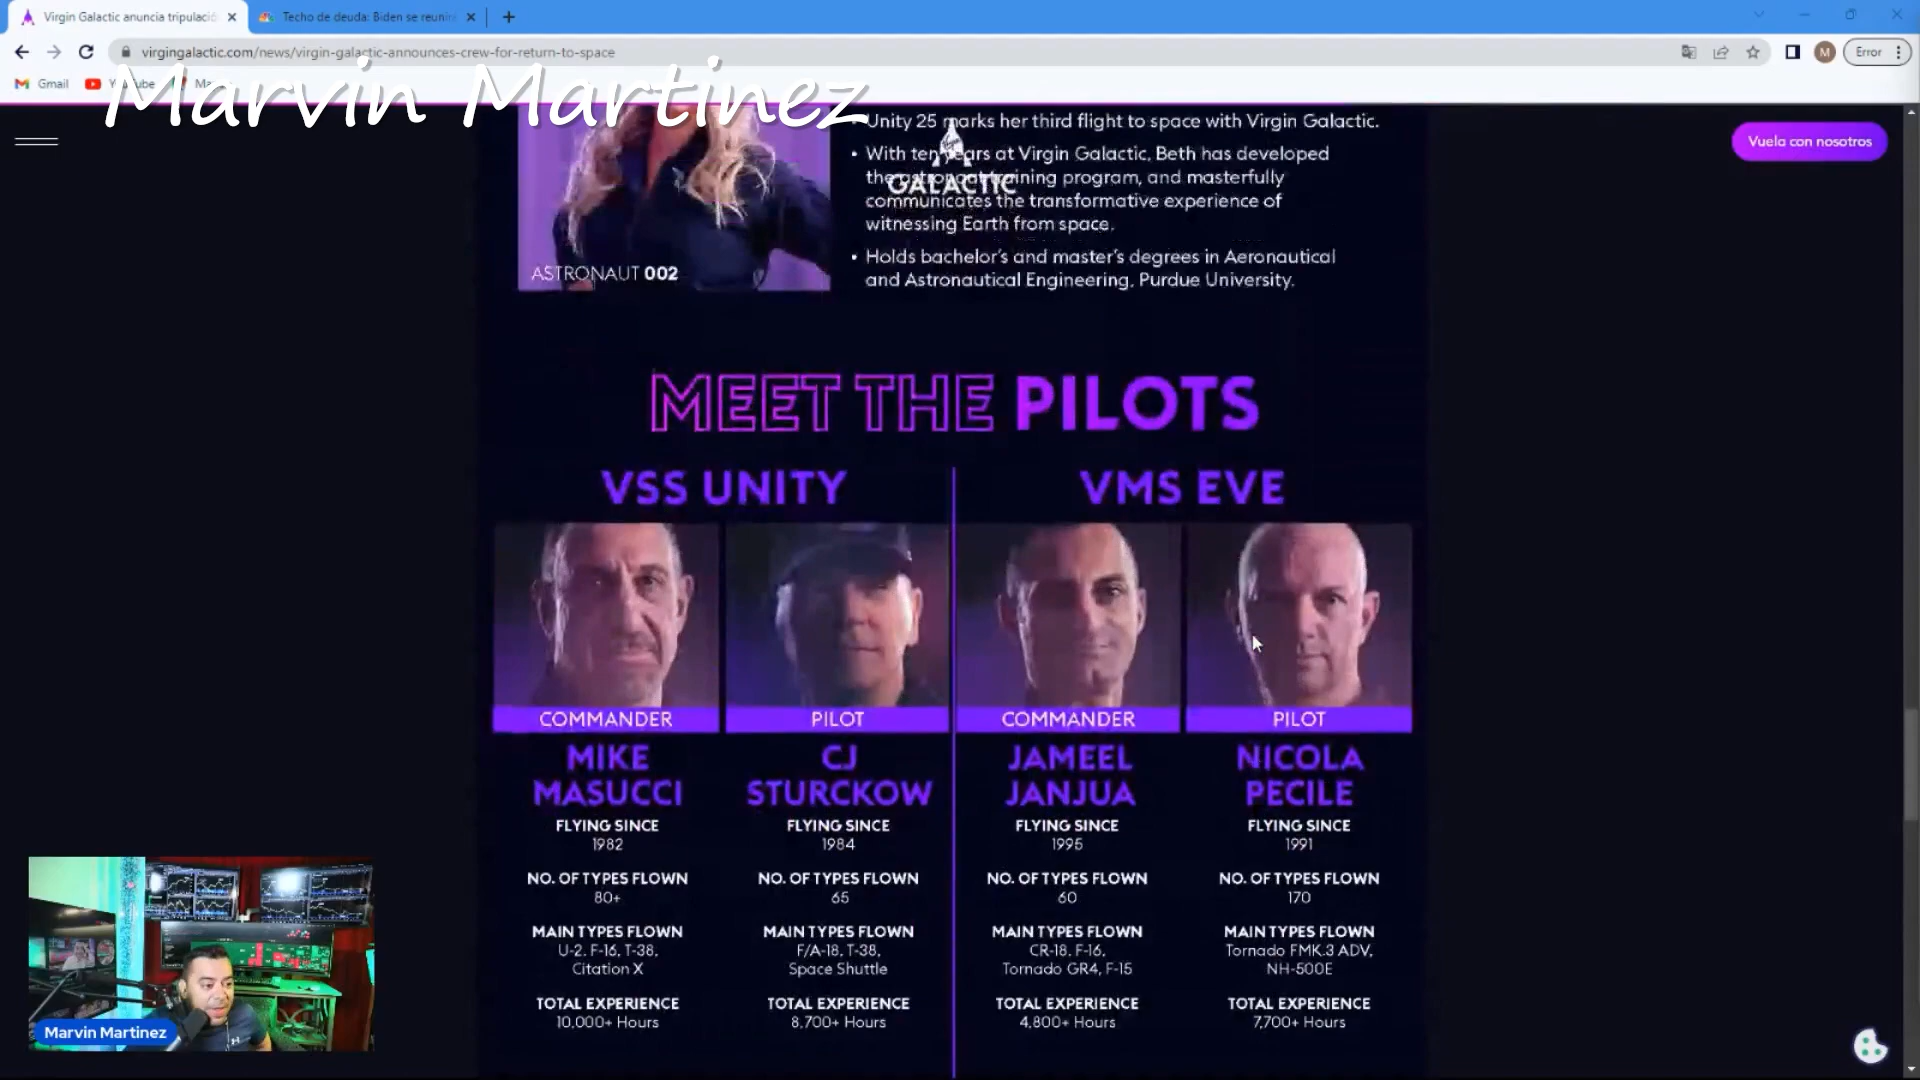 Virgin Galactic anuncia tripulació
Techo de deuda: Biden se reunirá
virgingalactic.com/news/virgin-galactic-announces-crew-for-return-to-space
M
Error
Gmail
YouTube
Marvin Martinez
Vuela con nosotros
GALACTIC
ASTRONAUT 002
• Unity 25 marks her third flight to space with Virgin Galactic.
• With ten years at Virgin Galactic, Beth has developed
the astronaut training program, and masterfully
communicates the transformative experience of
witnessing Earth from space.
• Holds bachelor's and master's degrees in Aeronautical
and Astronautical Engineering, Purdue University.
MEET THE PILOTS
VSS UNITY
VMS EVE
COMMANDER
MIKE
MASUCCI
FLYING SINCE
1982
NO. OF TYPES FLOWN
80+
MAIN TYPES FLOWN
U-2, F-16, T-38,
Citation X
TOTAL EXPERIENCE
10,000+ Hours
PILOT
CJ
STURCKOW
FLYING SINCE
1984
NO. OF TYPES FLOWN
65
MAIN TYPES FLOWN
F/A-18, T-38,
Space Shuttle
TOTAL EXPERIENCE
8,700+ Hours
COMMANDER
JAMEEL
JANJUA
FLYING SINCE
1995
NO. OF TYPES FLOWN
60
MAIN TYPES FLOWN
CR-18, F-16,
Tornado GR4, F-15
TOTAL EXPERIENCE
4,800+ Hours
PILOT
NICOLA
PECILE
FLYING SINCE
1991
NO. OF TYPES FLOWN
170
MAIN TYPES FLOWN
Tornado FMK.3 ADV,
NH-500E
TOTAL EXPERIENCE
7,700+ Hours
Marvin Martinez